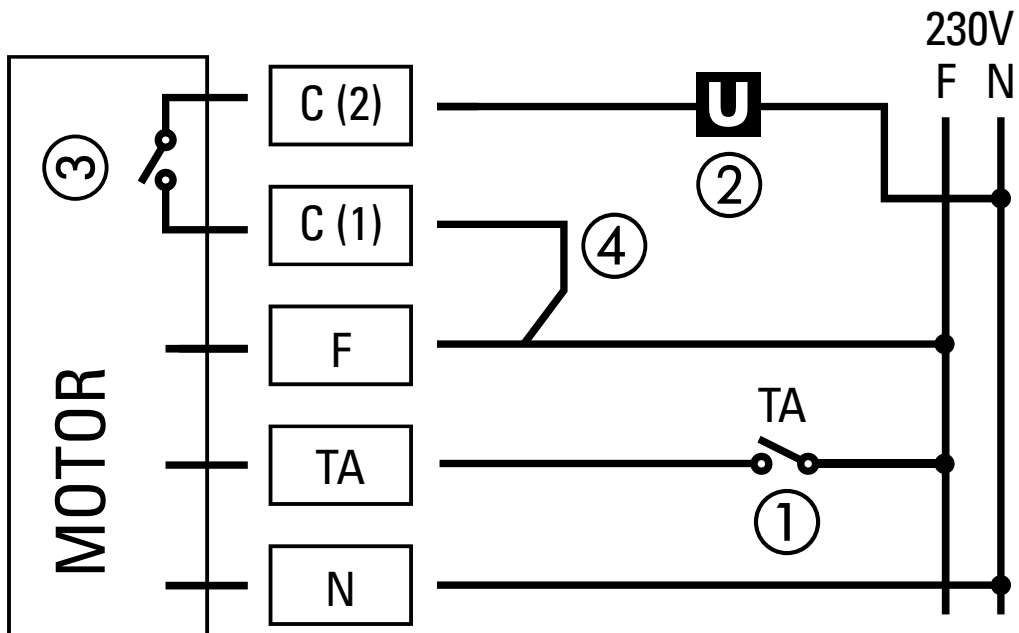 230V
F N
C (2)
U
③
②
C (1)
④
F
MOTOR
TA
TA
①
N